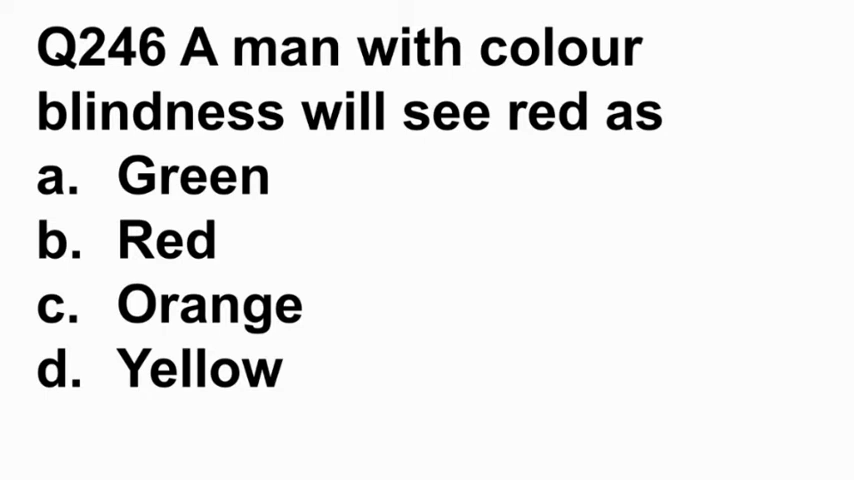 Q246 A man with colour
blindness will see red as
a. Green
b. Red
c. Orange
d. Yellow